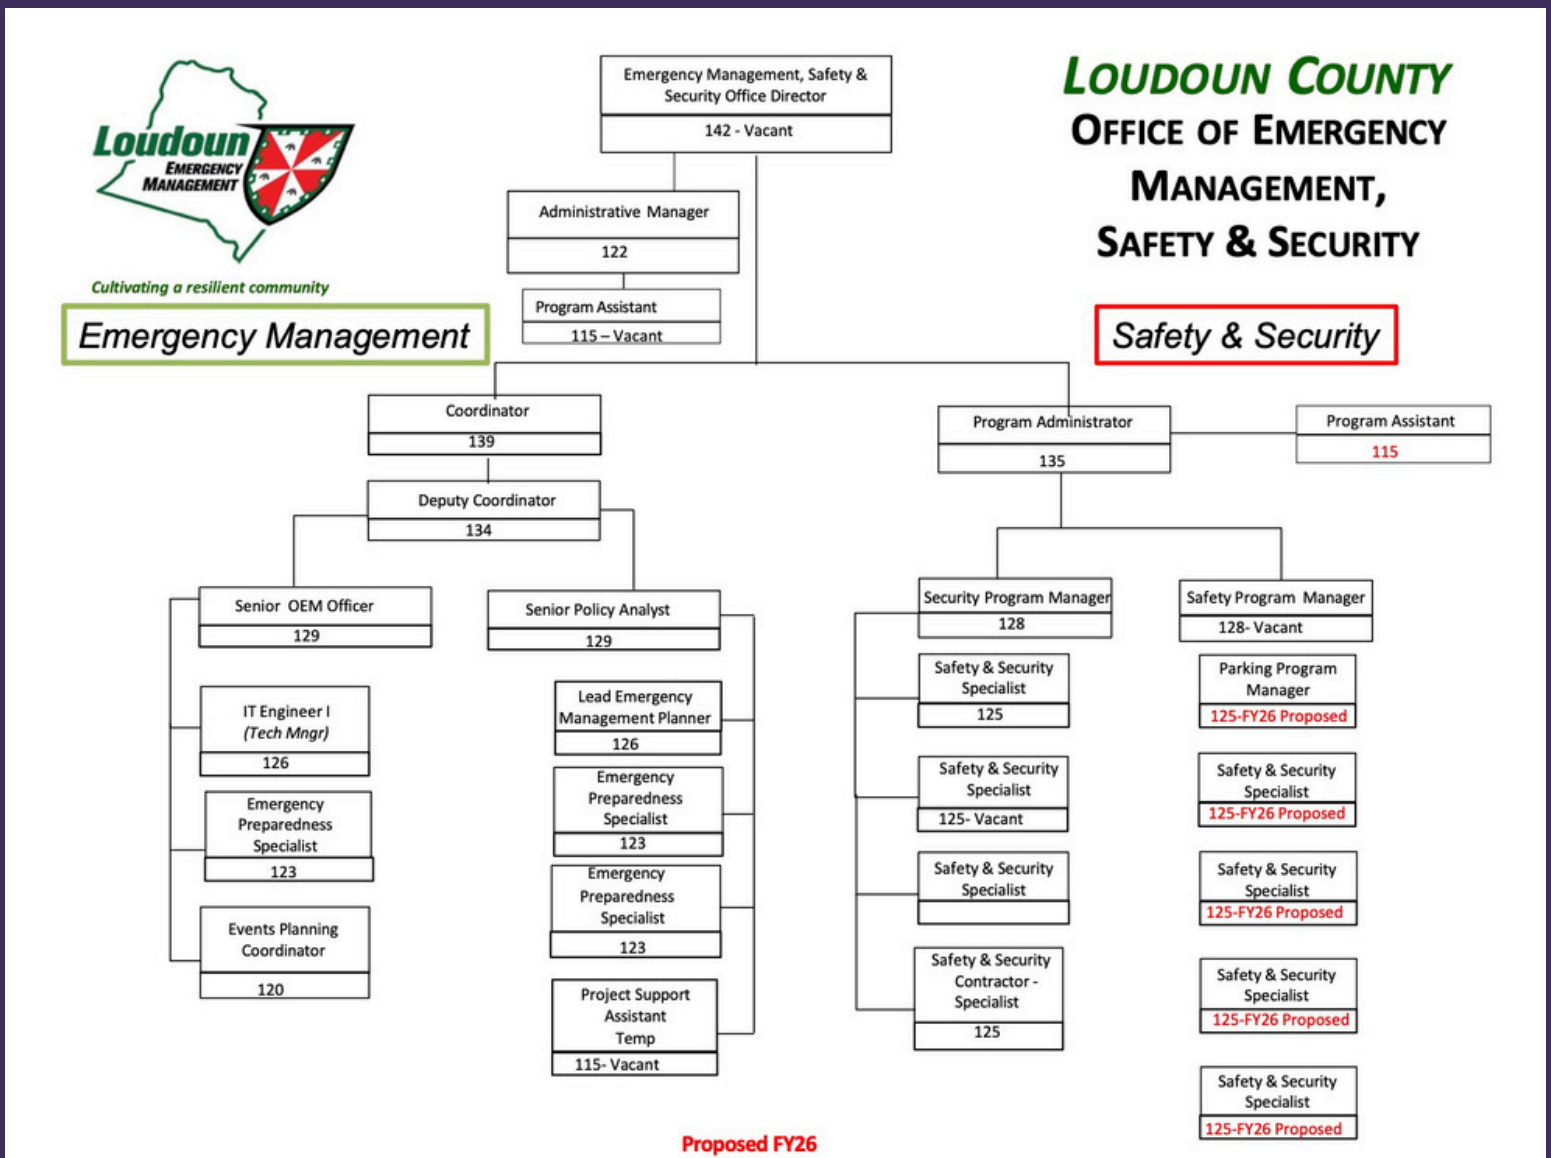 Loudoun
EMERGENCY
MANAGEMENT
Cultivating a resilient community
Emergency Management
LOUDOUN COUNTY
OFFICE OF EMERGENCY
MANAGEMENT,
SAFETY & SECURITY
Safety & Security
Emergency Management, Safety &
Security Office Director
142 - Vacant
Administrative Manager
122
Program Assistant
115 – Vacant
Coordinator
139
Deputy Coordinator
134
Senior OEM Officer
129
IT Engineer I
(Tech Mngr)
126
Emergency
Preparedness
Specialist
123
Events Planning
Coordinator
120
Senior Policy Analyst
129
Lead Emergency
Management Planner
126
Emergency
Preparedness
Specialist
123
Emergency
Preparedness
Specialist
123
Project Support
Assistant
Temp
115- Vacant
Program Administrator
135
Program Assistant
115
Security Program Manager
128
Safety & Security
Specialist
125
Safety & Security
Specialist
125- Vacant
Safety & Security
Specialist
Safety & Security
Contractor -
Specialist
125
Safety Program Manager
128- Vacant
Parking Program
Manager
125-FY26 Proposed
Safety & Security
Specialist
125-FY26 Proposed
Safety & Security
Specialist
125-FY26 Proposed
Safety & Security
Specialist
125-FY26 Proposed
Safety & Security
Specialist
125-FY26 Proposed
Proposed FY26